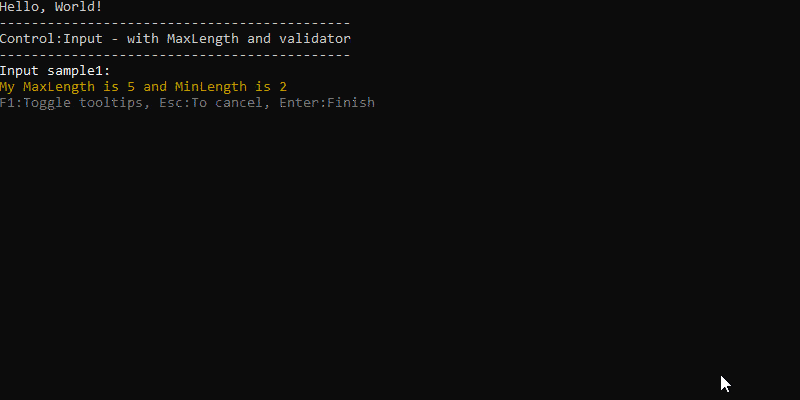 Hello, World!
--------------------------------------------
Control:Input - with MaxLength and validator
--------------------------------------------
Input sample1:
My MaxLength is 5 and MinLength is 2
F1:Toggle tooltips, Esc:To cancel, Enter:Finish